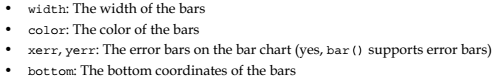 • width: The width of the bars
• color: The color of the bars
• xerr, yerr: The error bars on the bar chart (yes, bar() supports error bars)
• bottom: The bottom coordinates of the bars